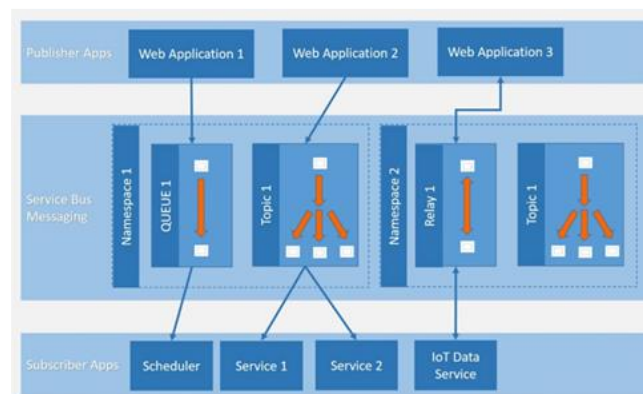 Publisher Apps
Web Application 1
Web Application 2
Web Application 3
Service Bus
Messaging
Namespace 1
QUEUE 1
Topic 1
Namespace 2
Relay 1
Topic 1
Subscriber Apps
Scheduler
Service 1
Service 2
IoT Data
Service